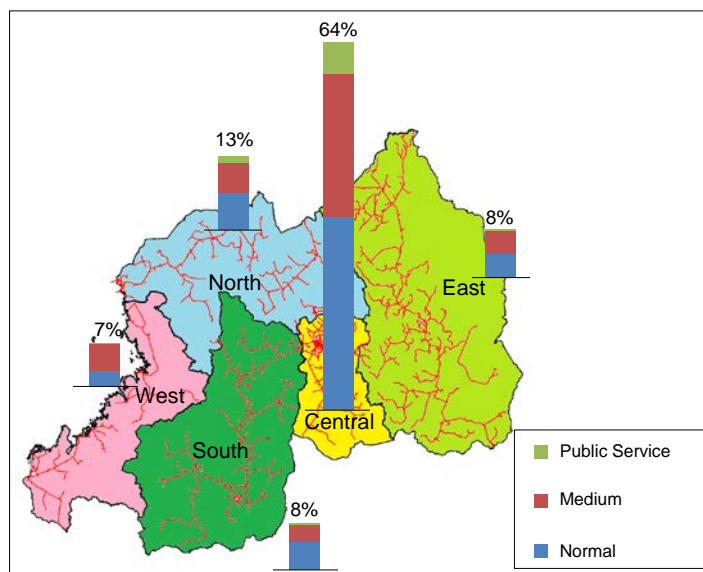 64%
13%
8%
North
East
7%
West
Central
South
8%
Public Service
Medium
Normal